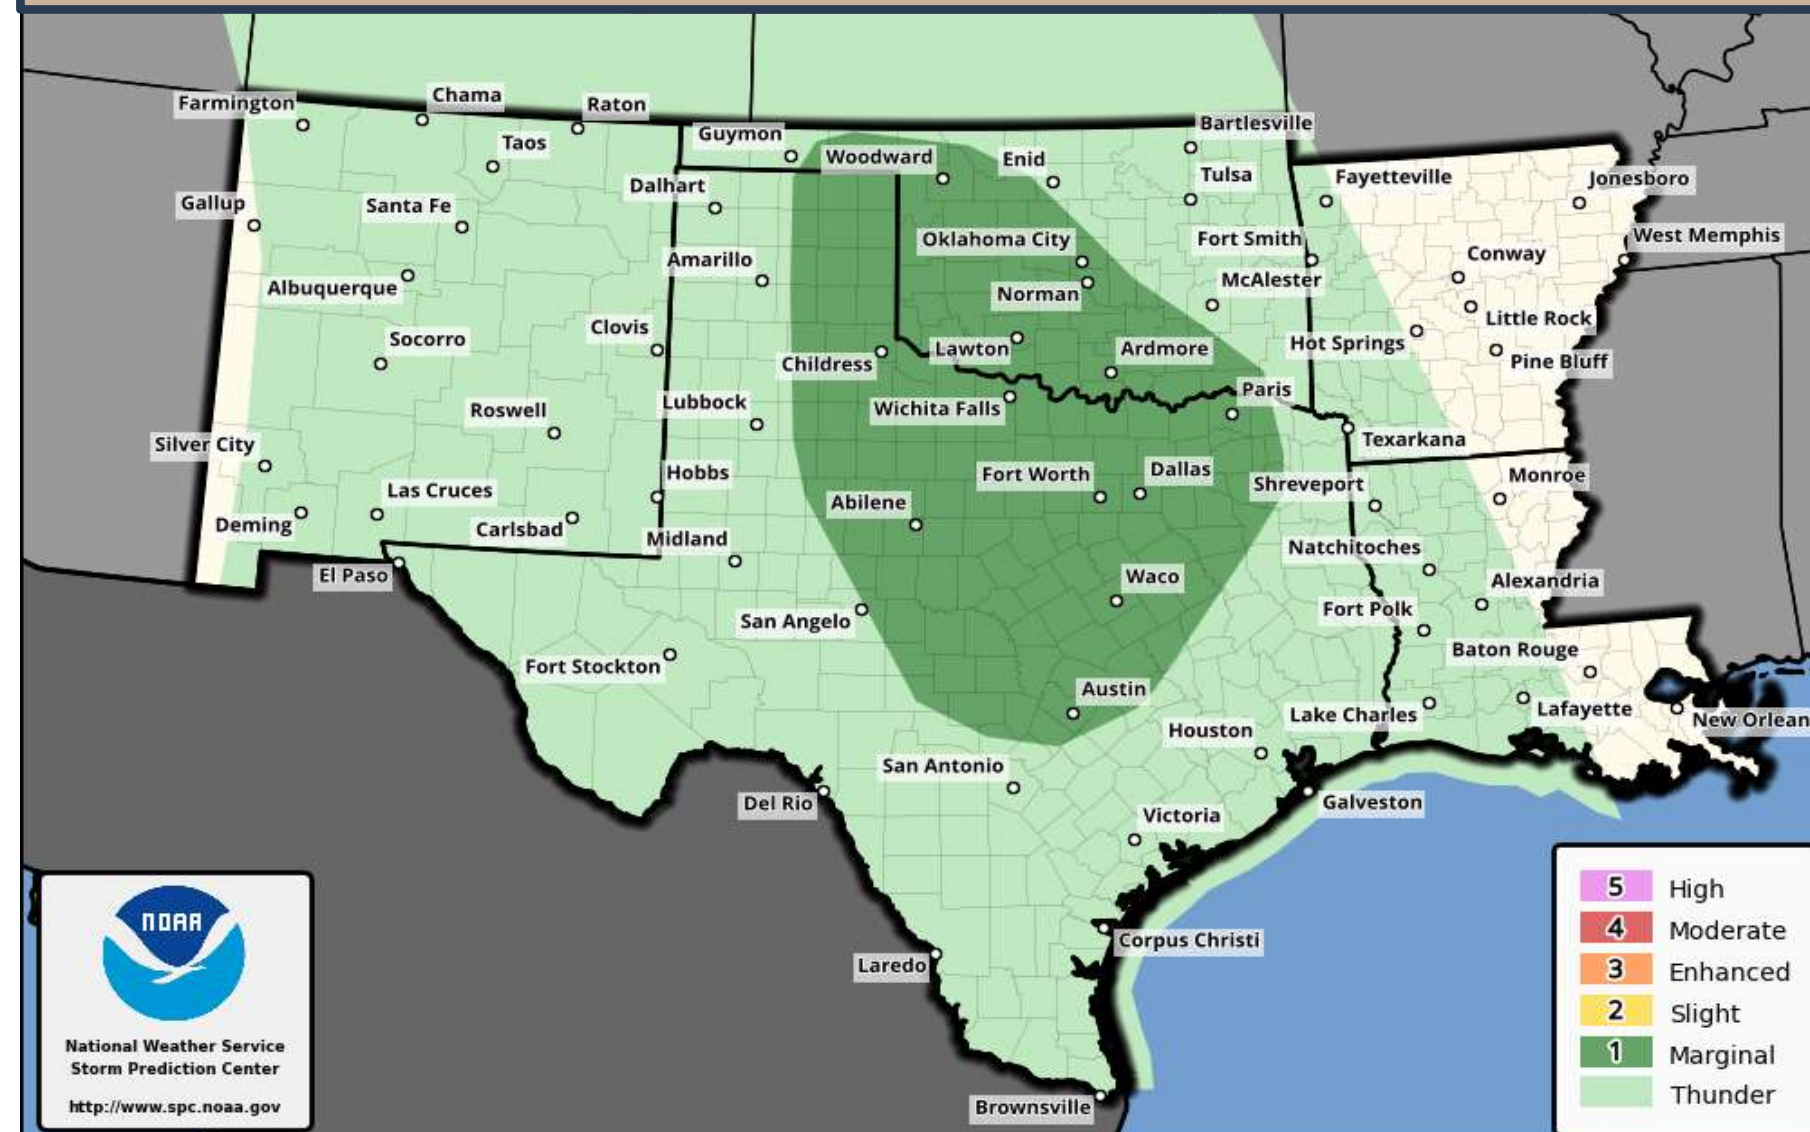 Farmington
Chama
Raton
Taos
Guymon
Woodward
Enid
Bartlesville
Tulsa
Fayetteville
Jonesboro
Gallup
Santa Fe
Dalhart
Oklahoma City
Fort Smith
West Memphis
Conway
Albuquerque
Amarillo
Norman
McAlester
Little Rock
Socorro
Clovis
Childress
Lawton
Ardmore
Hot Springs
Pine Bluff
Roswell
Lubbock
Wichita Falls
Paris
Texarkana
Silver City
Las Cruces
Hobbs
Fort Worth
Dallas
Shreveport
Monroe
Deming
Carlsbad
Abilene
Midland
Natchitoches
El Paso
Waco
Alexandria
San Angelo
Fort Polk
Fort Stockton
Baton Rouge
Austin
Lake Charles
Lafayette
New Orlean
Houston
San Antonio
Del Rio
Galveston
Victoria
Corpus Christi
Laredo
Brownsville
NOAA
National Weather Service
Storm Prediction Center
http://www.spc.noaa.gov
5 High
4 Moderate
3 Enhanced
2 Slight
1 Marginal
Thunder